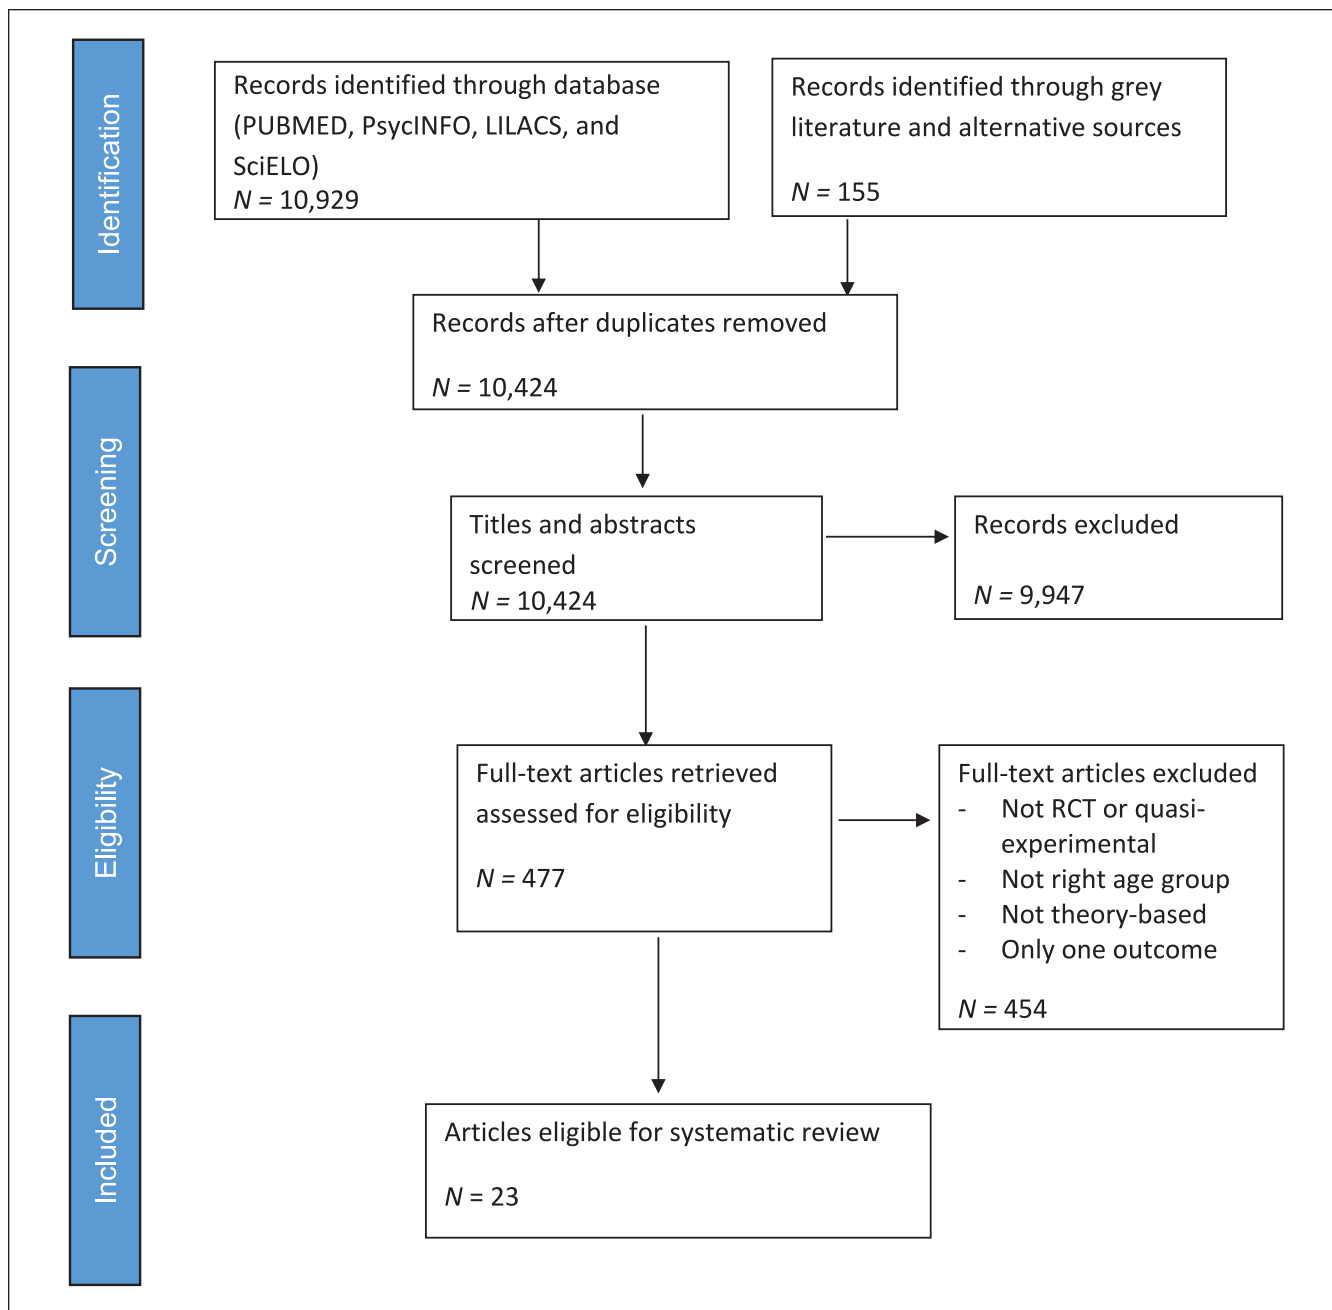 Identification
Records identified through database
(PUBMED, PsycINFO, LILACS, and
SciELO)
N = 10,929
Records identified through grey
literature and alternative sources
N = 155
Records after duplicates removed
N = 10,424
Screening
Titles and abstracts
screened
N = 10,424
Records excluded
N = 9,947
Eligibility
Full-text articles retrieved
assessed for eligibility
N = 477
Full-text articles excluded
- Not RCT or quasi-
experimental
- Not right age group
- Not theory-based
- Only one outcome
N = 454
Included
Articles eligible for systematic review
N = 23